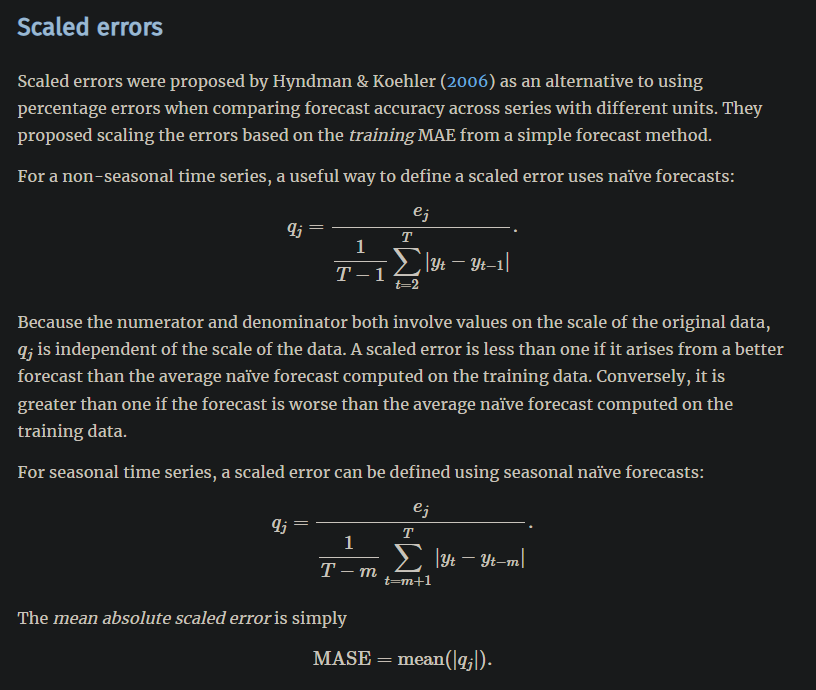 Scaled errors
Scaled errors were proposed by Hyndman & Koehler (2006) as an alternative to using
percentage errors when comparing forecast accuracy across series with different units. They
proposed scaling the errors based on the training MAE from a simple forecast method.
For a non-seasonal time series, a useful way to define a scaled error uses naïve forecasts:
q_j = \frac{e_j}{\frac{1}{T-1}\sum_{t=2}^{T}|y_t - y_{t-1}|}.
Because the numerator and denominator both involve values on the scale of the original data,
q_j is independent of the scale of the data. A scaled error is less than one if it arises from a better
forecast than the average naïve forecast computed on the training data. Conversely, it is
greater than one if the forecast is worse than the average naïve forecast computed on the
training data.
For seasonal time series, a scaled error can be defined using seasonal naïve forecasts:
q_j = \frac{e_j}{\frac{1}{T-m}\sum_{t=m+1}^{T}|y_t - y_{t-m}|}.
The mean absolute scaled error is simply
MASE = mean(|q_j|).